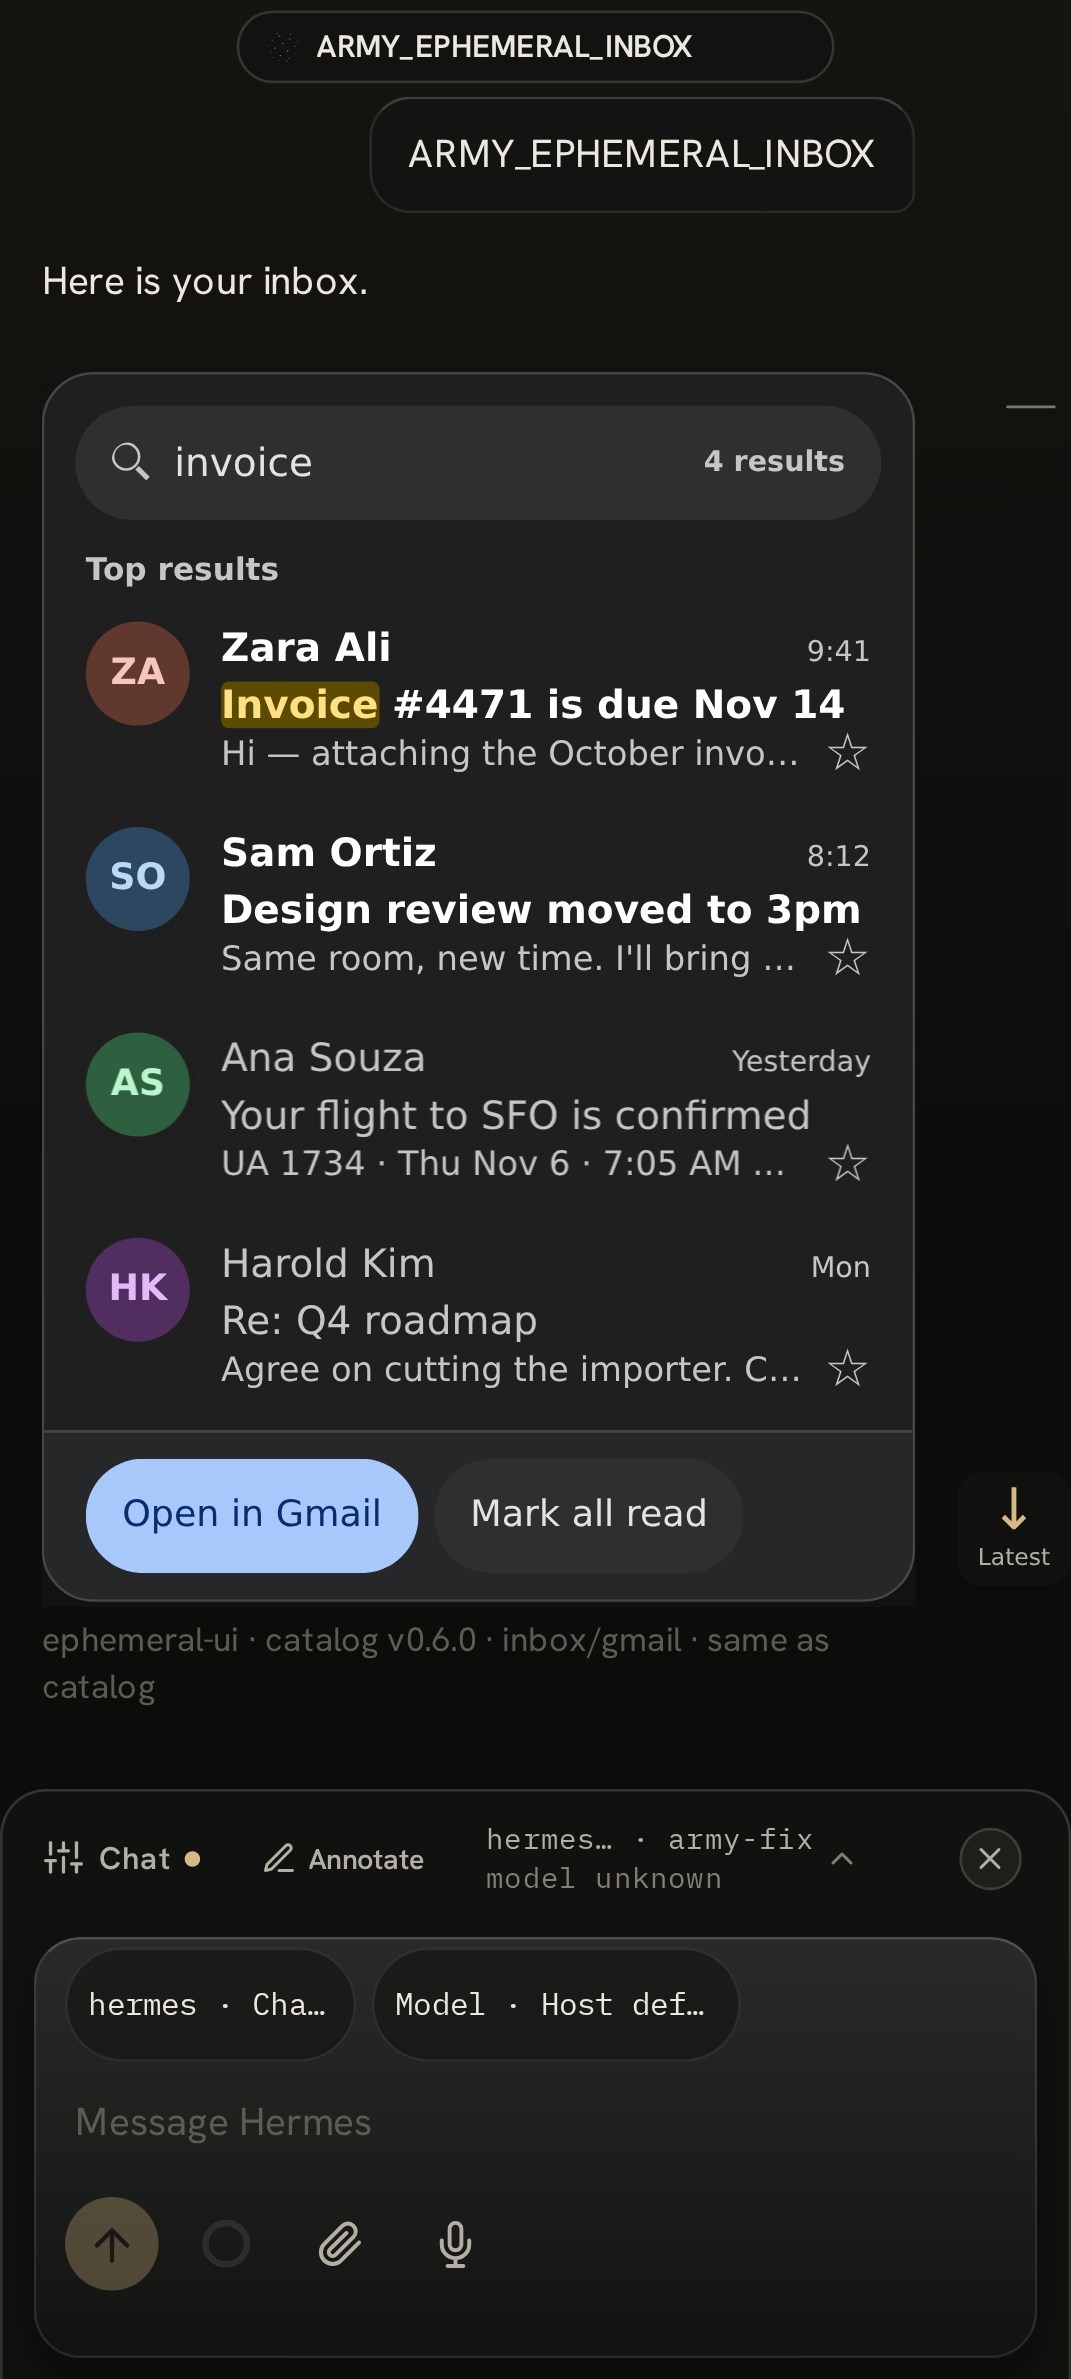 ARMY_EPHEMERAL_INBOX
ARMY_EPHEMERAL_INBOX
Here is your inbox.
invoice 4 results
Top results
ZA Zara Ali 9:41
Invoice #4471 is due Nov 14
Hi — attaching the October invo… ☆
SO Sam Ortiz 8:12
Design review moved to 3pm
Same room, new time. I'll bring … ☆
AS Ana Souza Yesterday
Your flight to SFO is confirmed
UA 1734 · Thu Nov 6 · 7:05 AM … ☆
HK Harold Kim Mon
Re: Q4 roadmap
Agree on cutting the importer. C… ☆
Open in Gmail Mark all read
Latest
ephemeral-ui · catalog v0.6.0 · inbox/gmail · same as
catalog
Chat Annotate hermes… · army-fix
model unknown
hermes · Cha… Model · Host def…
Message Hermes